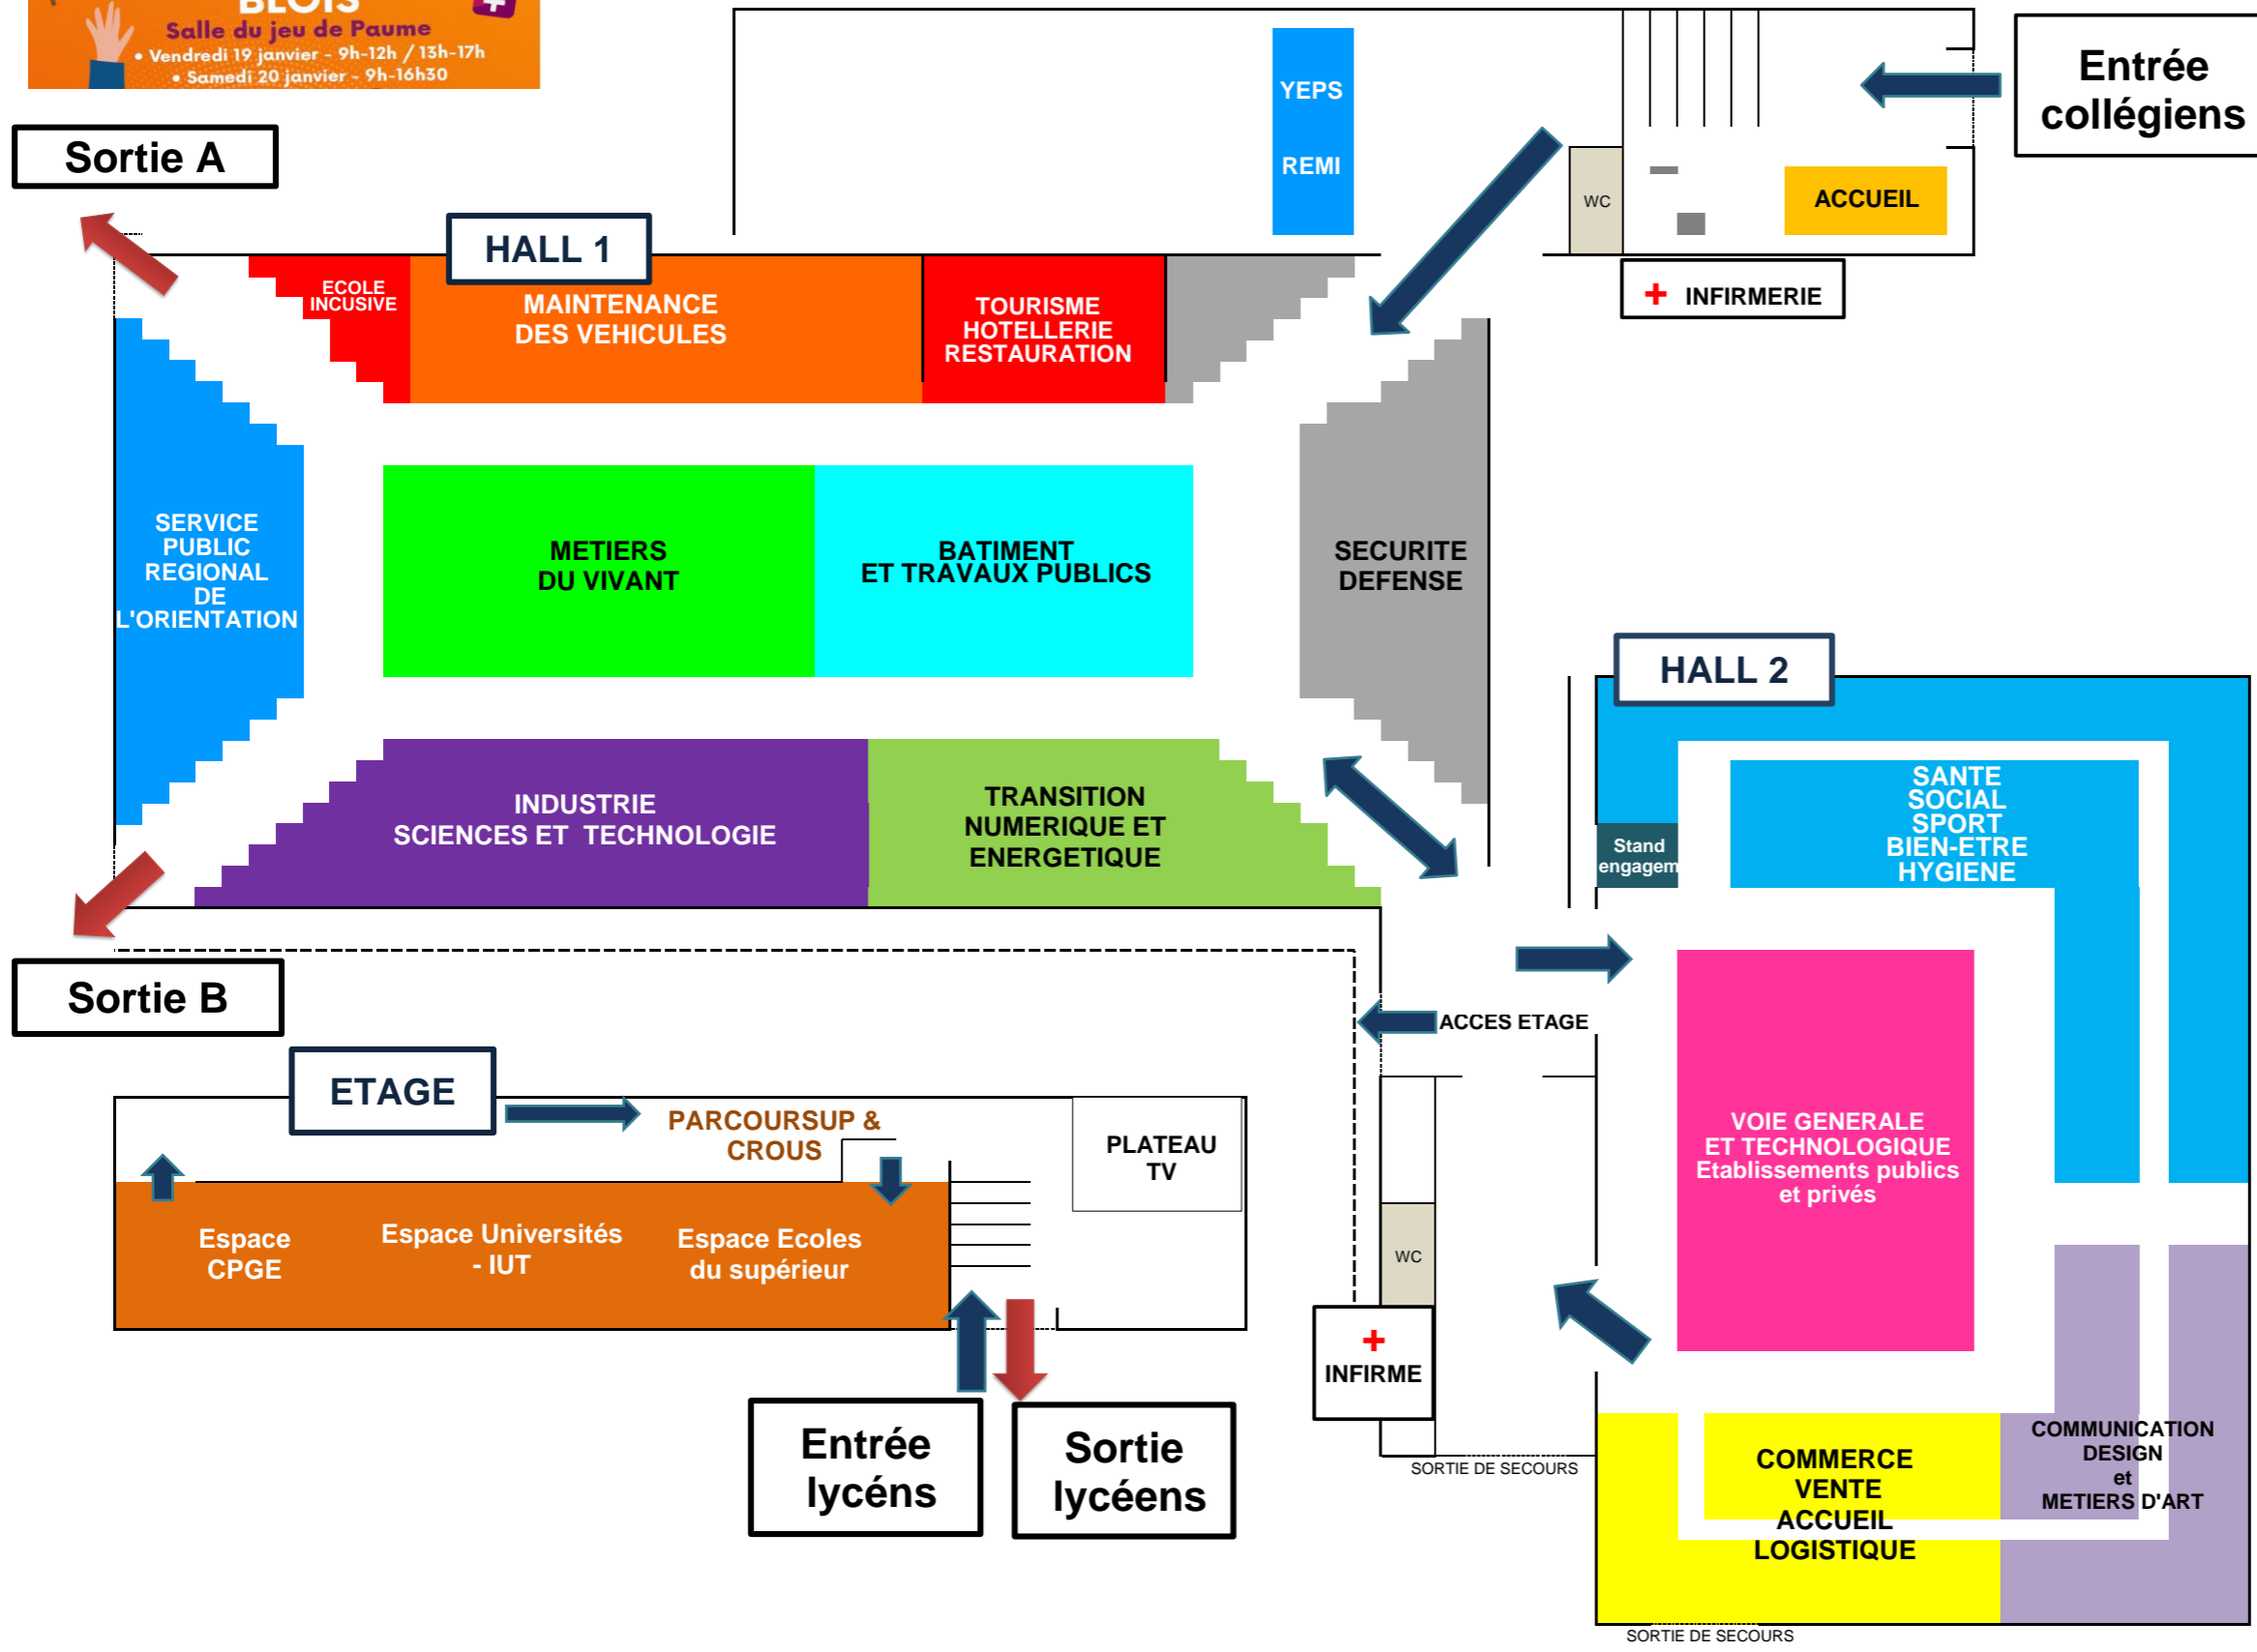 BLOIS
Salle du jeu de Paume
• Vendredi 19 janvier - 9h-12h / 13h-17h
• Samedi 20 janvier - 9h-16h30
Sortie A
YEPS
REMI
WC
ACCUEIL
Entrée
collégiens
+ INFIRMERIE
HALL 1
ECOLE
INCUSIVE
MAINTENANCE
DES VEHICULES
TOURISME
HOTELLERIE
RESTAURATION
SERVICE
PUBLIC
REGIONAL
DE
L'ORIENTATION
METIERS
DU VIVANT
BATIMENT
ET TRAVAUX PUBLICS
SECURITE
DEFENSE
INDUSTRIE
SCIENCES ET TECHNOLOGIE
TRANSITION
NUMERIQUE ET
ENERGETIQUE
HALL 2
SANTE
SOCIAL
SPORT
BIEN-ETRE
HYGIENE
Stand
engagem
Sortie B
ACCES ETAGE
ETAGE
PARCOURSUP &
CROUS
PLATEAU
TV
Espace
CPGE
Espace Universités
- IUT
Espace Ecoles
du supérieur
VOIE GENERALE
ET TECHNOLOGIQUE
Etablissements publics
et privés
WC
+
INFIRME
Entrée
lycéns
Sortie
lycéens
SORTIE DE SECOURS
COMMERCE
VENTE
ACCUEIL
LOGISTIQUE
COMMUNICATION
DESIGN
et
METIERS D'ART
SORTIE DE SECOURS